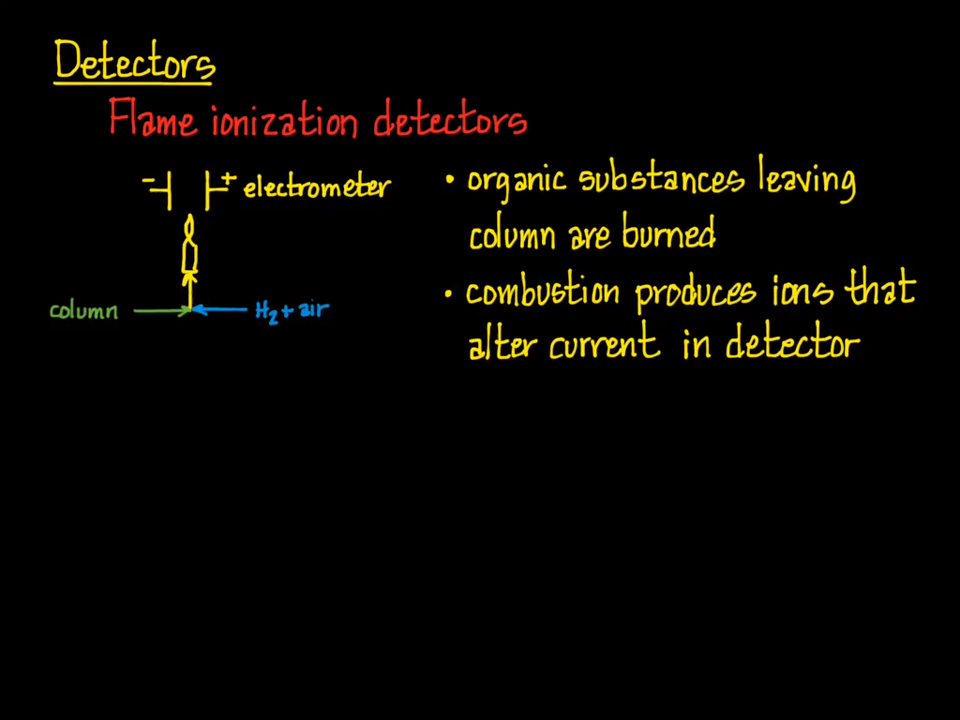 Detectors
Flame ionization detectors
- + electrometer
column H₂ + air
• organic substances leaving
column are burned
• combustion produces ions that
alter current in detector